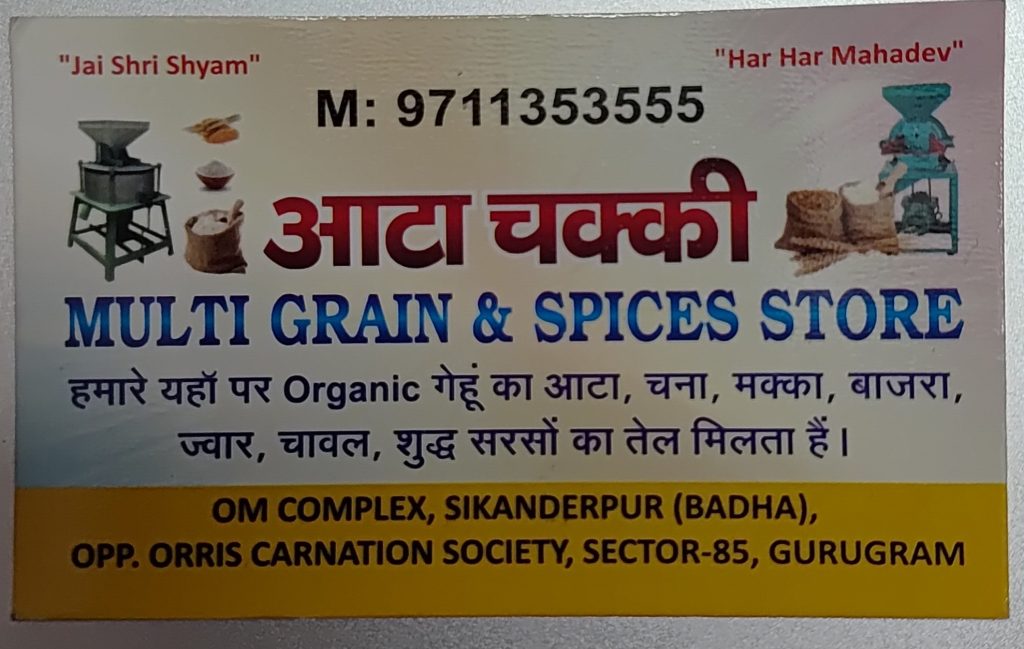 "Jai Shri Shyam"
"Har Har Mahadev"
M: 9711353555
आटा चक्की
MULTI GRAIN & SPICES STORE
हमारे यहॉ पर Organic गेहूं का आटा, चना, मक्का, बाजरा,
ज्वार, चावल, शुद्ध सरसों का तेल मिलता हैं।
OM COMPLEX, SIKANDERPUR (BADHA),
OPP. ORRIS CARNATION SOCIETY, SECTOR-85, GURUGRAM